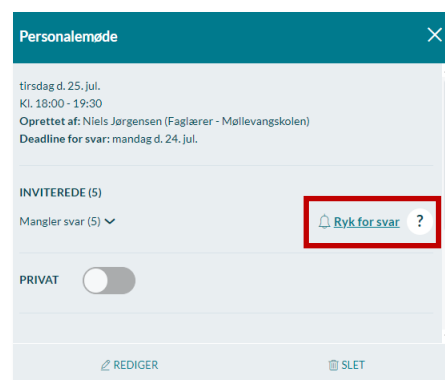 Personalemøde
tirsdag d. 25. jul.
Kl. 18:00 - 19:30
Oprettet af: Niels Jørgensen (Faglærer - Møllevangskolen)
Deadline for svar: mandag d. 24. jul.
INVITEREDE (5)
Mangler svar (5)
Ryk for svar ?
PRIVAT
REDIGER
SLET